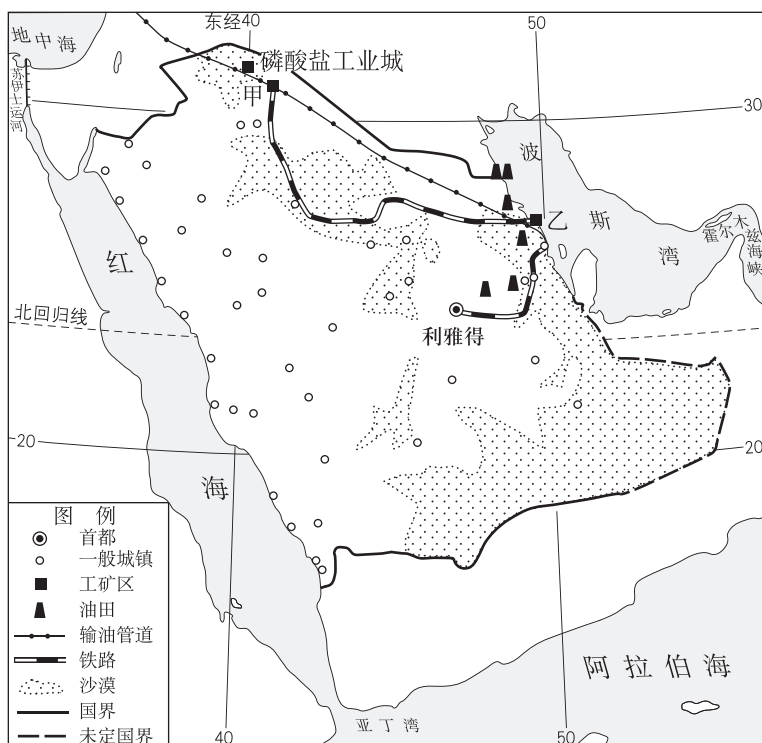 东经40
50
地中海
苏伊士运河
磷酸盐工业城
甲
30
波斯湾
乙
霍尔木兹海峡
红海
北回归线
利雅得
20
20
图 例
首都
一般城镇
工矿区
油田
输油管道
铁路
沙漠
国界
未定国界
阿拉伯海
亚丁湾
40
50